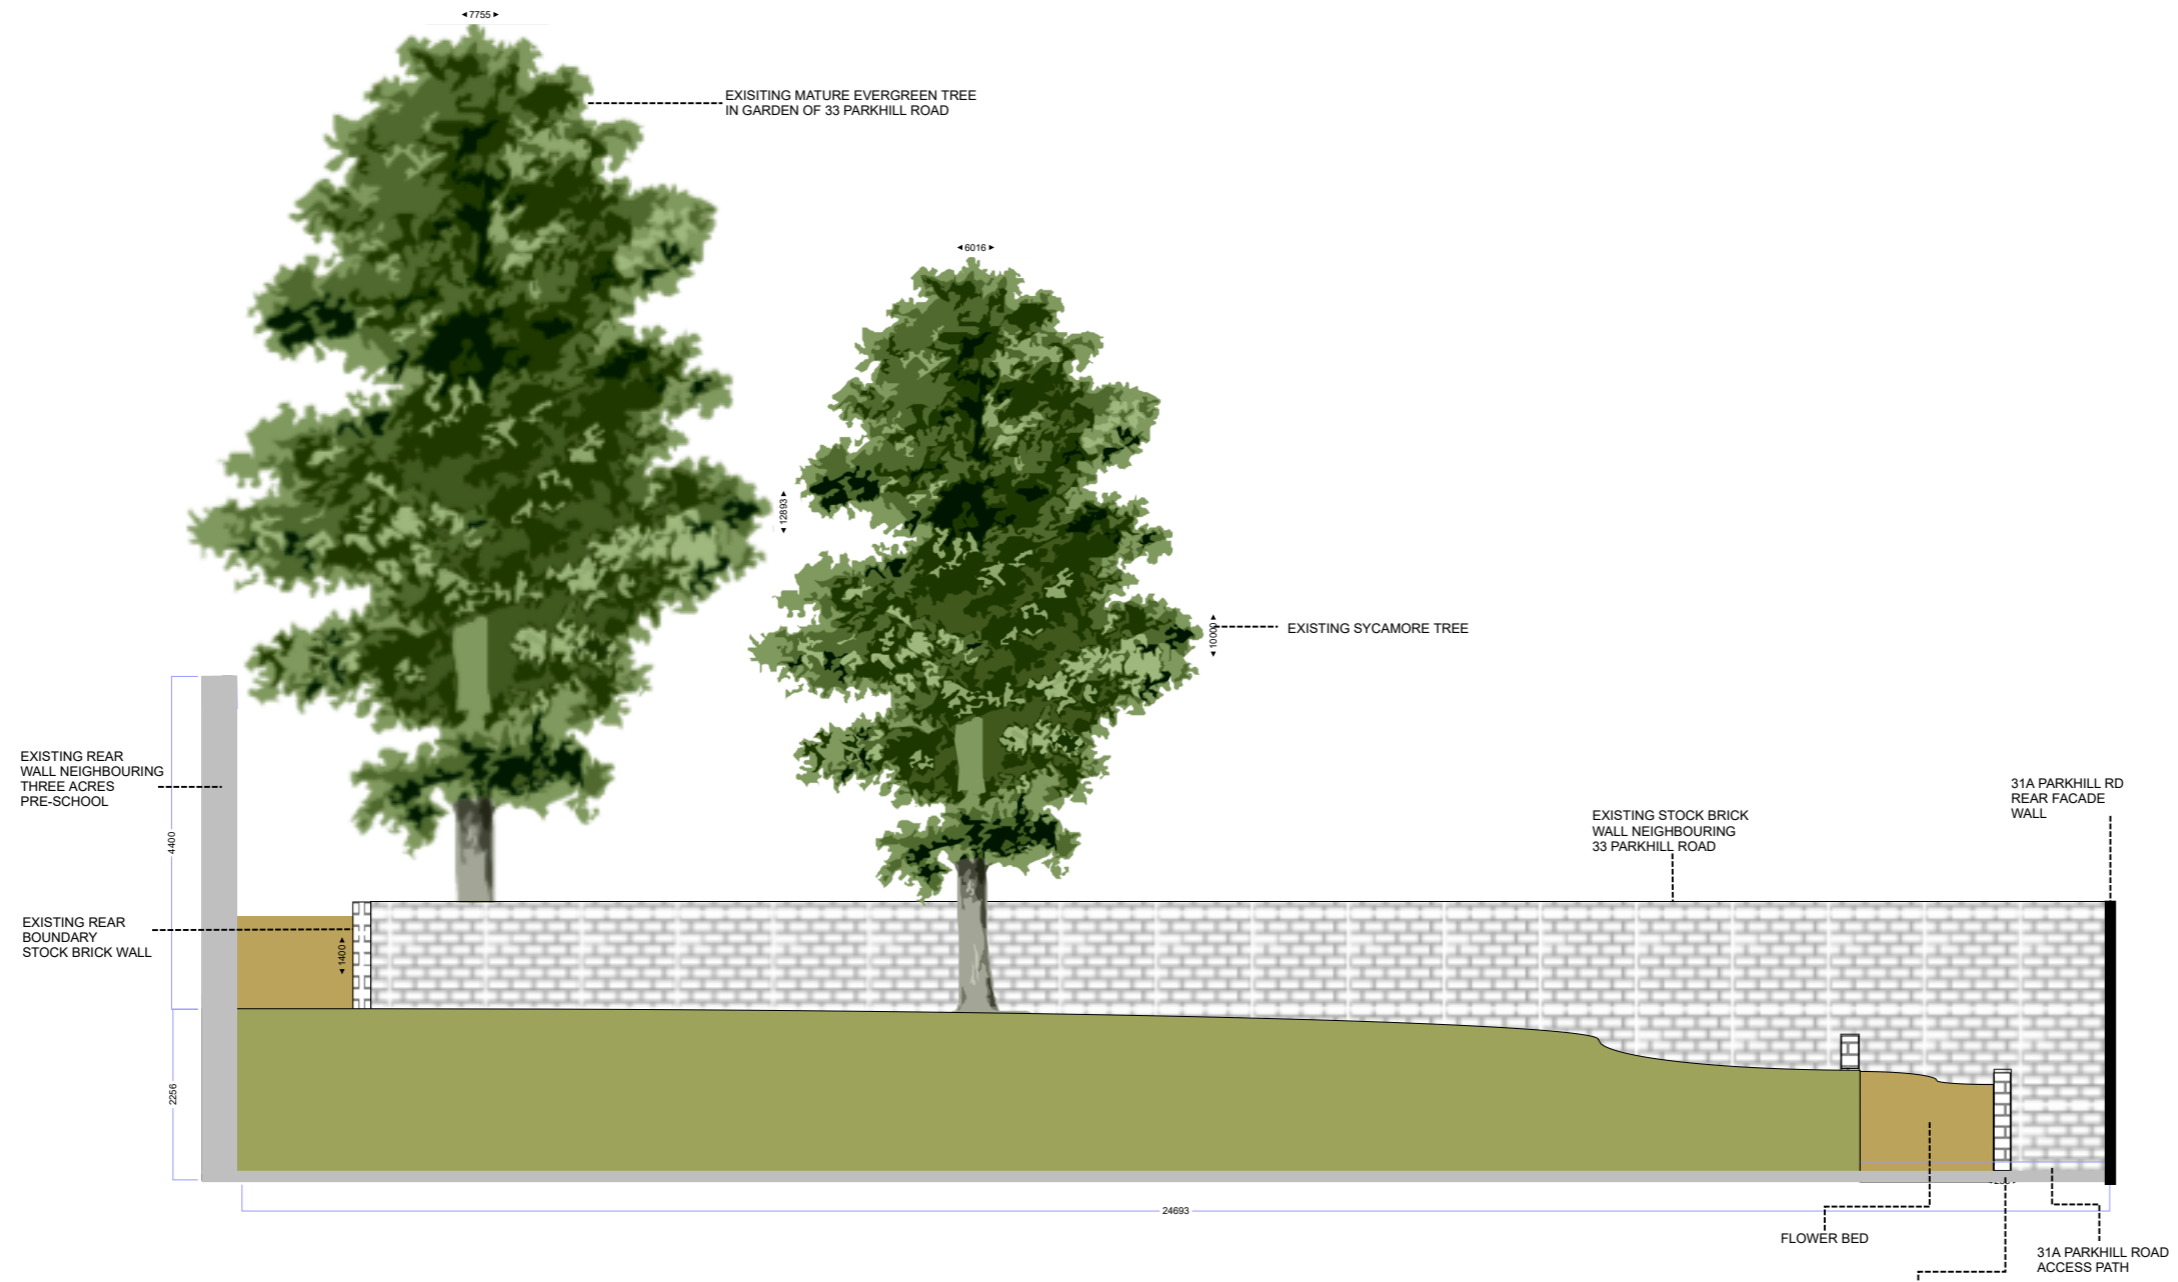 7755
EXISITING MATURE EVERGREEN TREE
IN GARDEN OF 33 PARKHILL ROAD
6016
12893
10000
EXISTING SYCAMORE TREE
EXISTING REAR
WALL NEIGHBOURING
THREE ACRES
PRE-SCHOOL
4400
31A PARKHILL RD
REAR FACADE
WALL
EXISTING STOCK BRICK
WALL NEIGHBOURING
33 PARKHILL ROAD
EXISTING REAR
BOUNDARY
STOCK BRICK WALL
1400
2256
24693
FLOWER BED
31A PARKHILL ROAD
ACCESS PATH